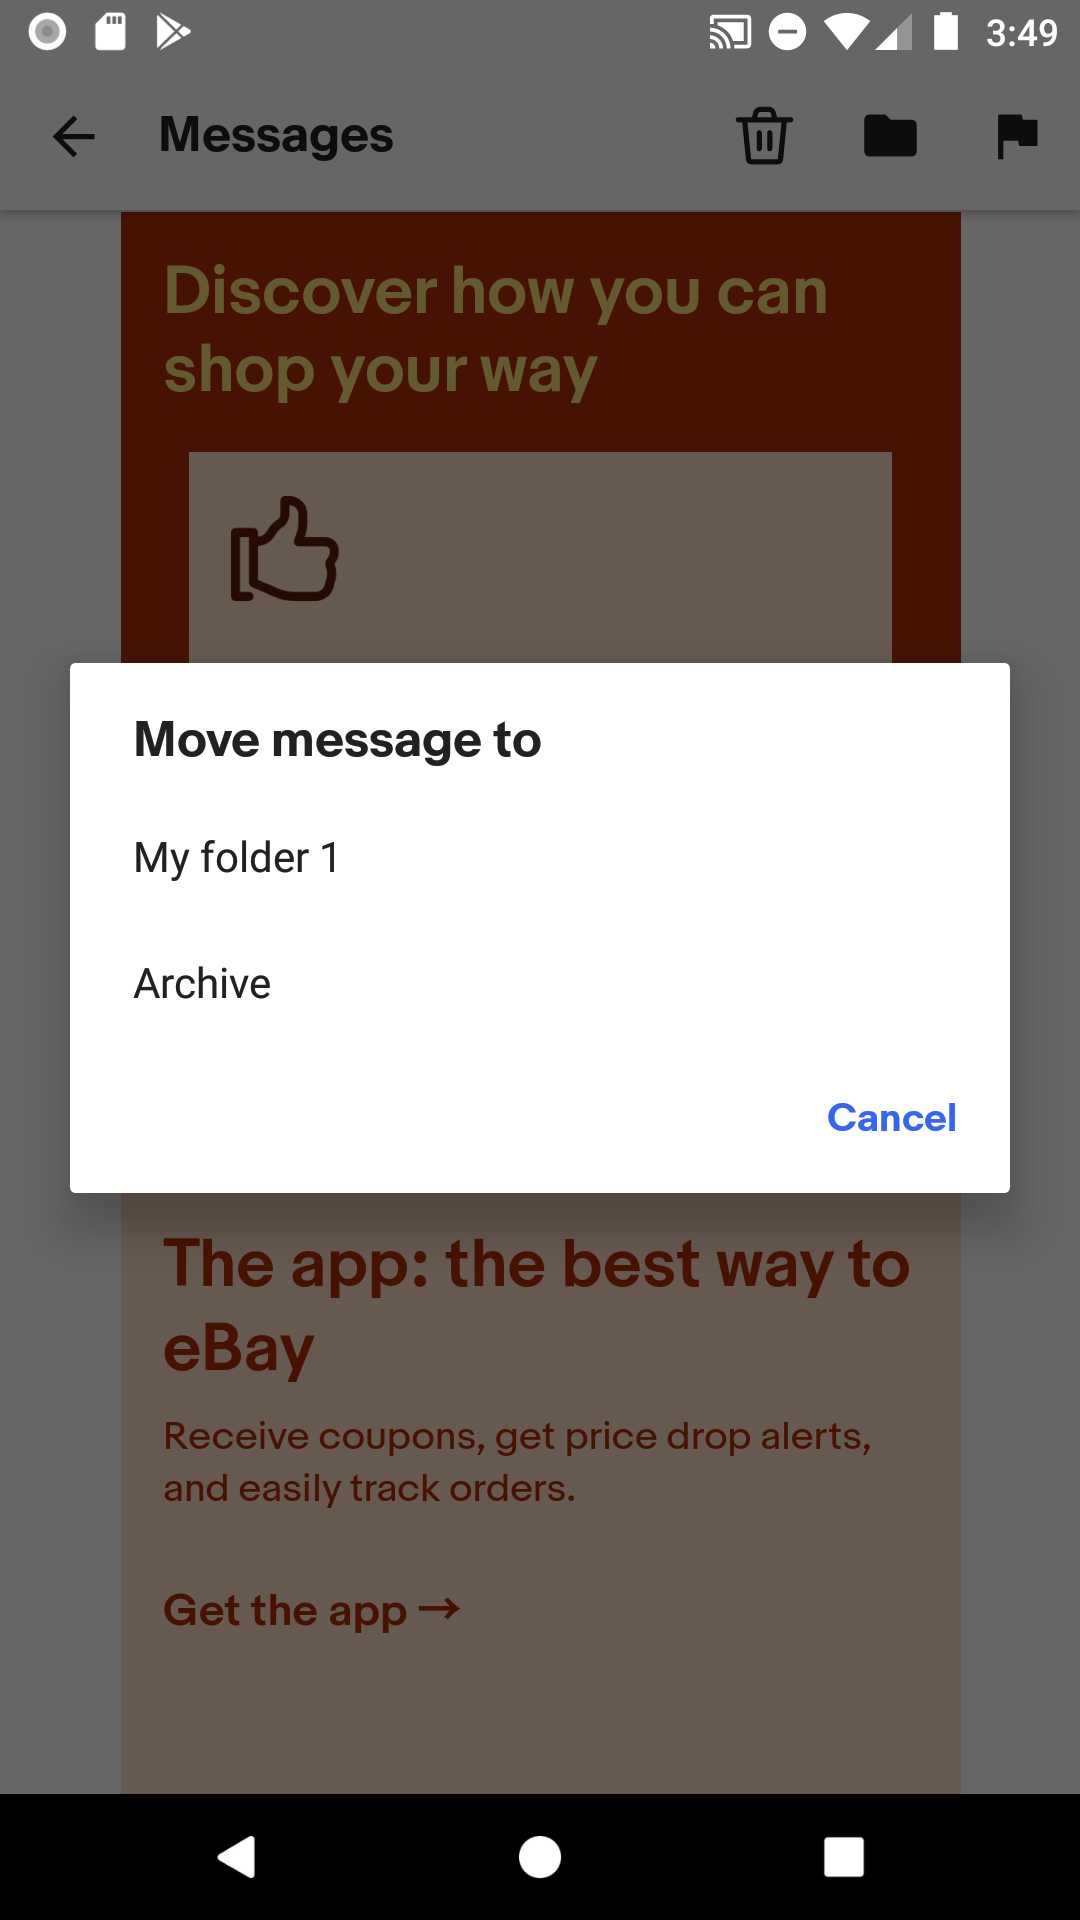 3:49
Messages
Discover how you can
shop your way
Move message to
My folder 1
Archive
Cancel
The app: the best way to
eBay
Receive coupons, get price drop alerts,
and easily track orders.
Get the app →